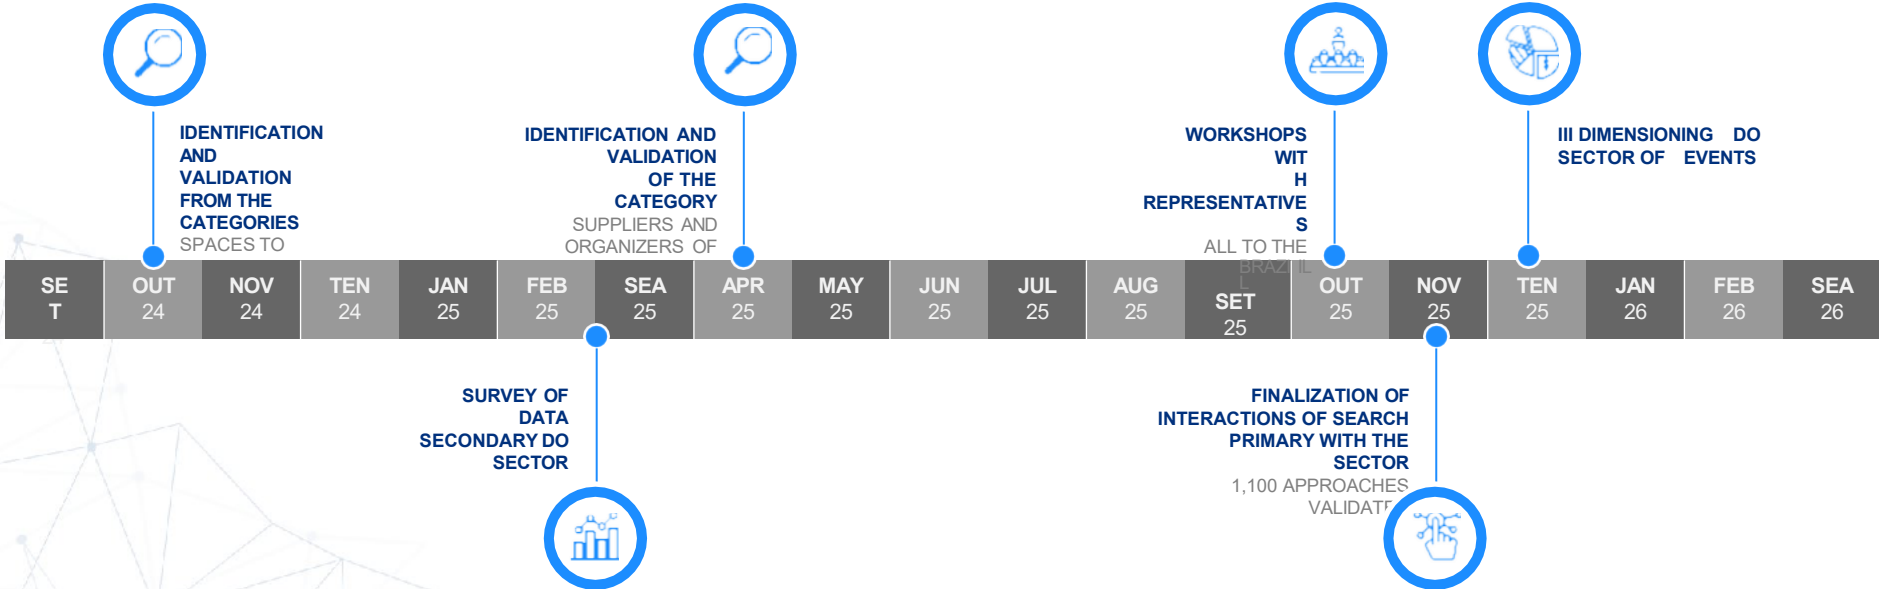 IDENTIFICATION
AND
VALIDATION
FROM THE
CATEGORIES
SPACES TO
IDENTIFICATION AND
VALIDATION
OF THE
CATEGORY
SUPPLIERS AND
ORGANIZERS OF
WORKSHOPS
WIT
H
REPRESENTATIVE
S
ALL TO THE
BRAZI IL
L
III DIMENSIONING DO
SECTOR OF EVENTS
SE
T
OUT
24
NOV
24
TEN
24
JAN
25
FEB
25
SEA
25
APR
25
MAY
25
JUN
25
JUL
25
AUG
25
SET
25
OUT
25
NOV
25
TEN
25
JAN
26
FEB
26
SEA
26
SURVEY OF
DATA
SECONDARY DO
SECTOR
FINALIZATION OF
INTERACTIONS OF SEARCH
PRIMARY WITH THE
SECTOR
1,100 APPROACHES